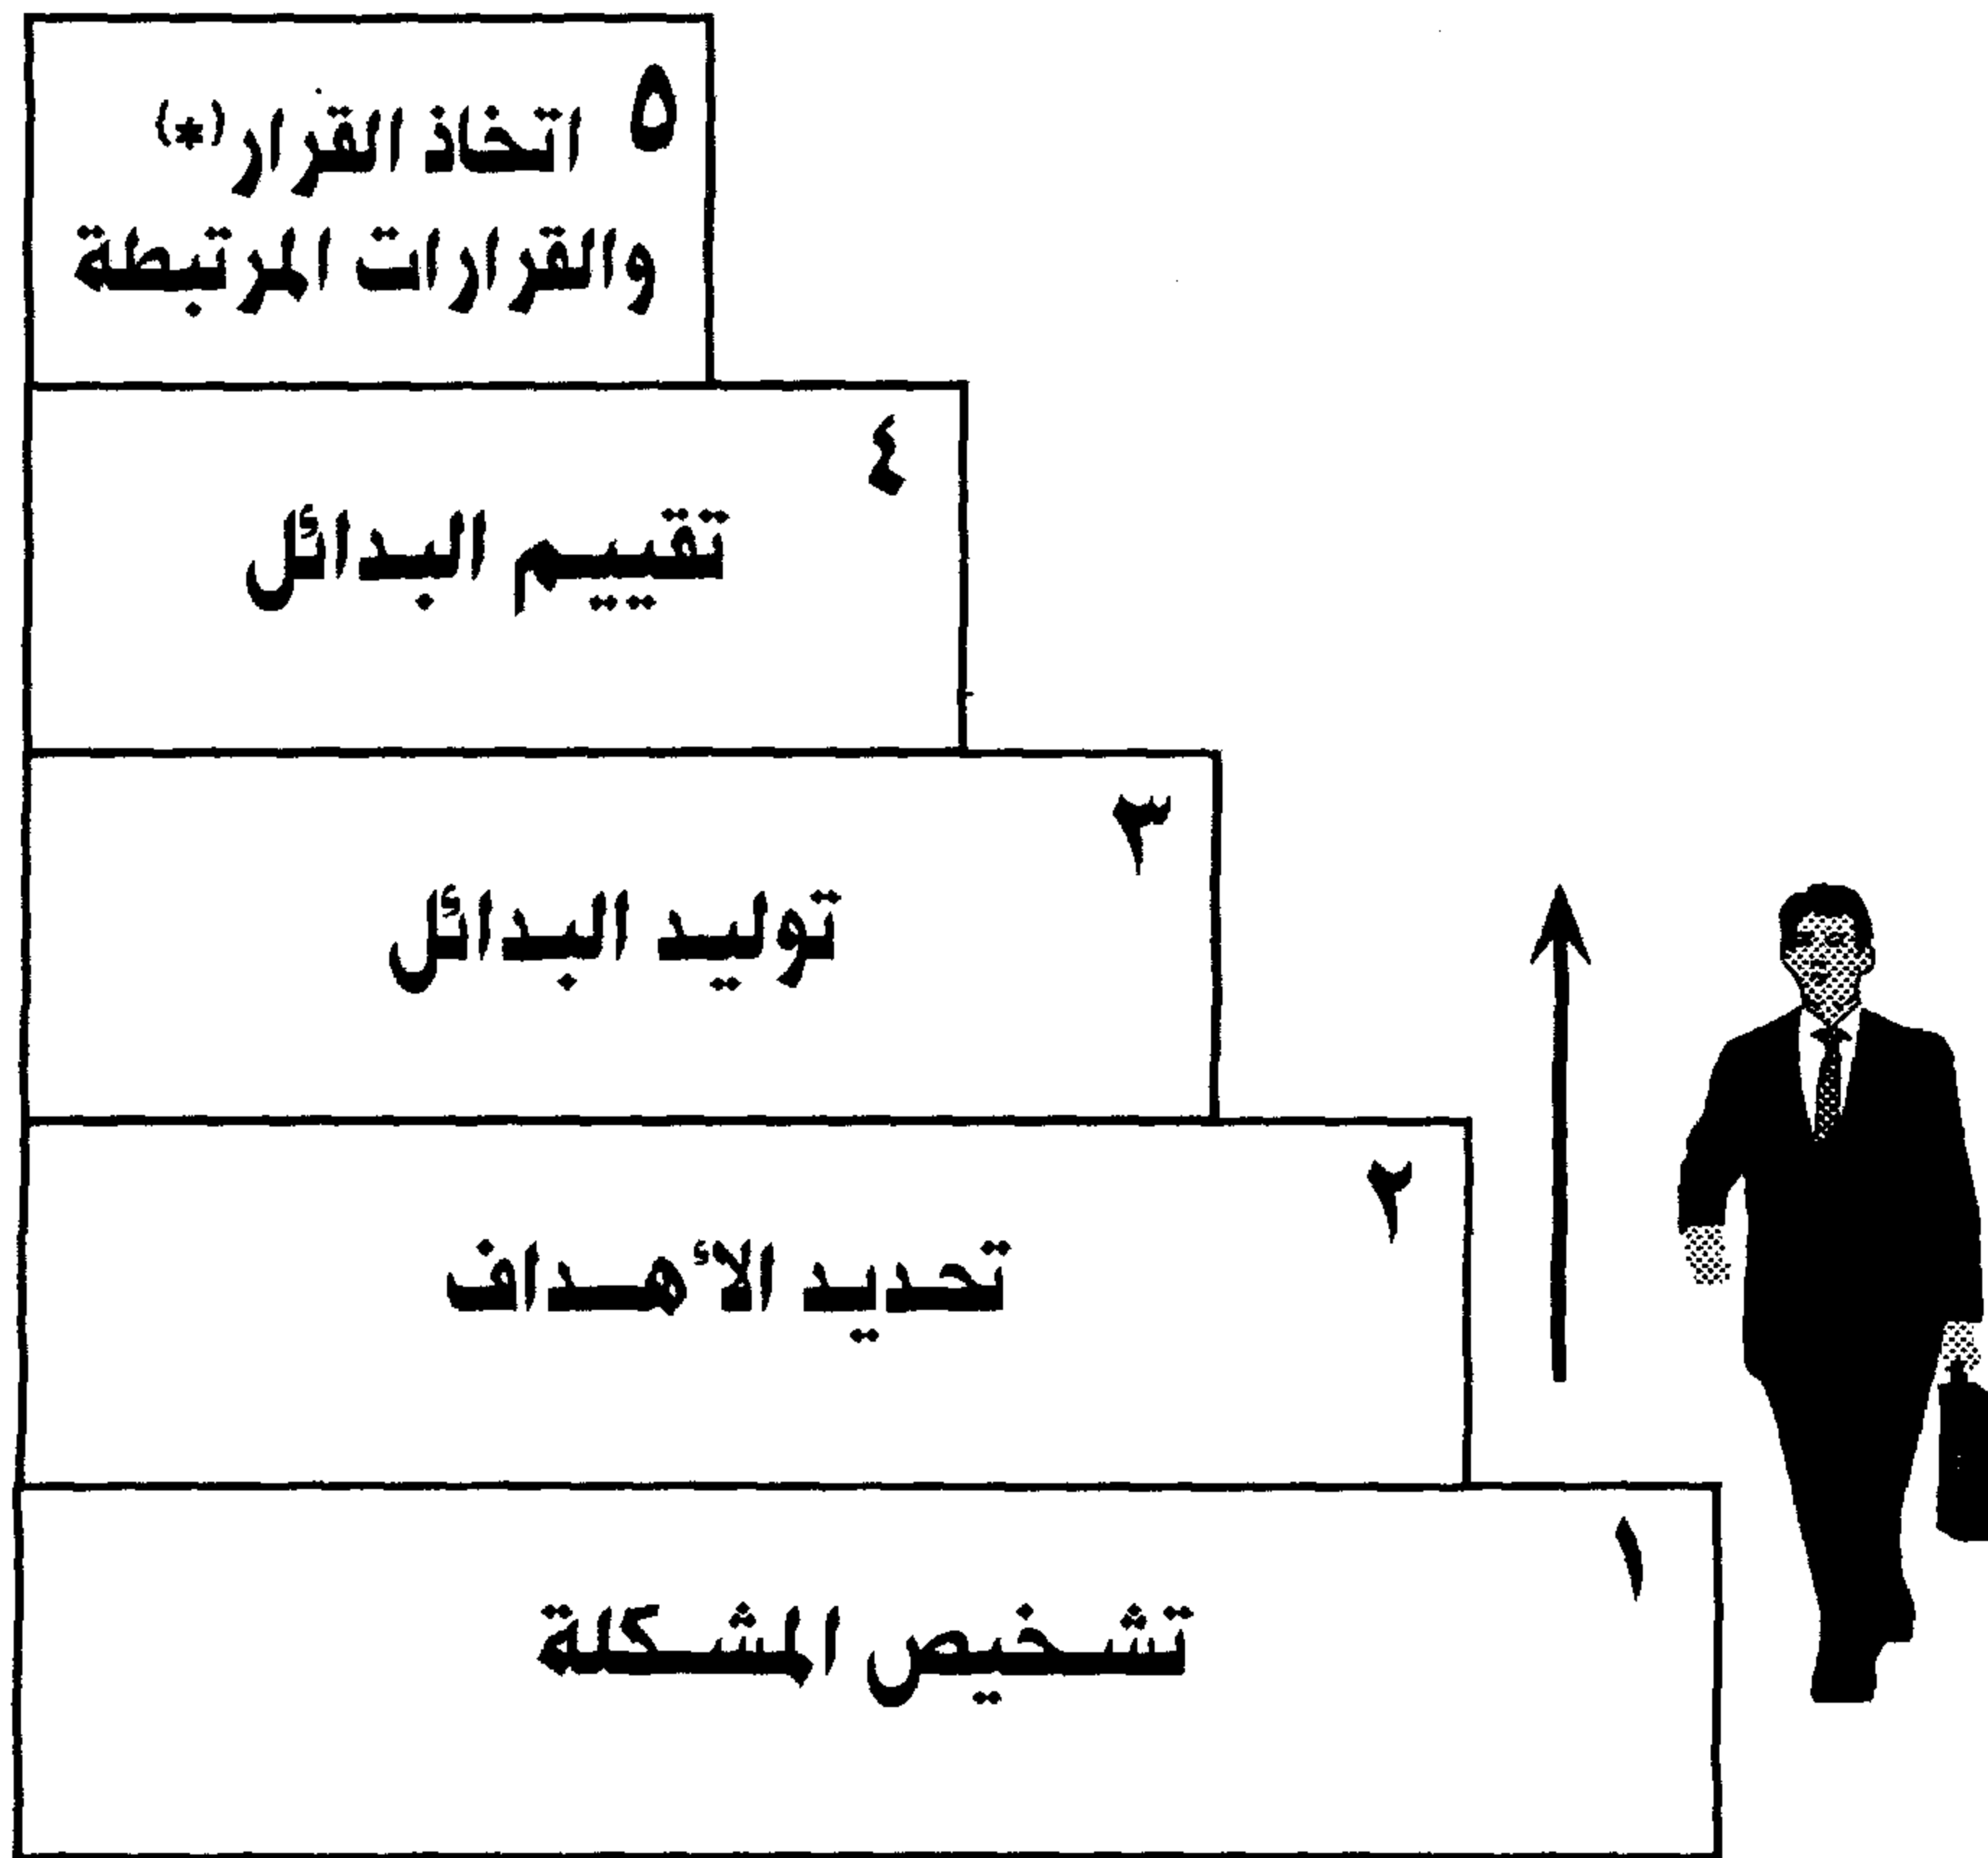 ٥ اتخاذ القرار(*)
والقرارات المرتبطة
٤
تقييم البدائل
٣
توليد البدائل
٢
تحديد الأهداف
١
تشخيص المشكلة